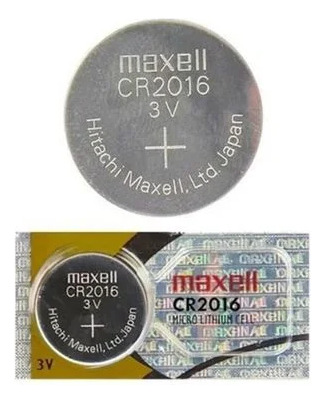 maxell
CR2016
3V
+
Hitachi Maxell, Ltd. Japan
maxell
CR2016
3V
+
Hitachi Maxell, Ltd. Japan
maxell
CR2016
MICRO LITHIUM CELL
3V